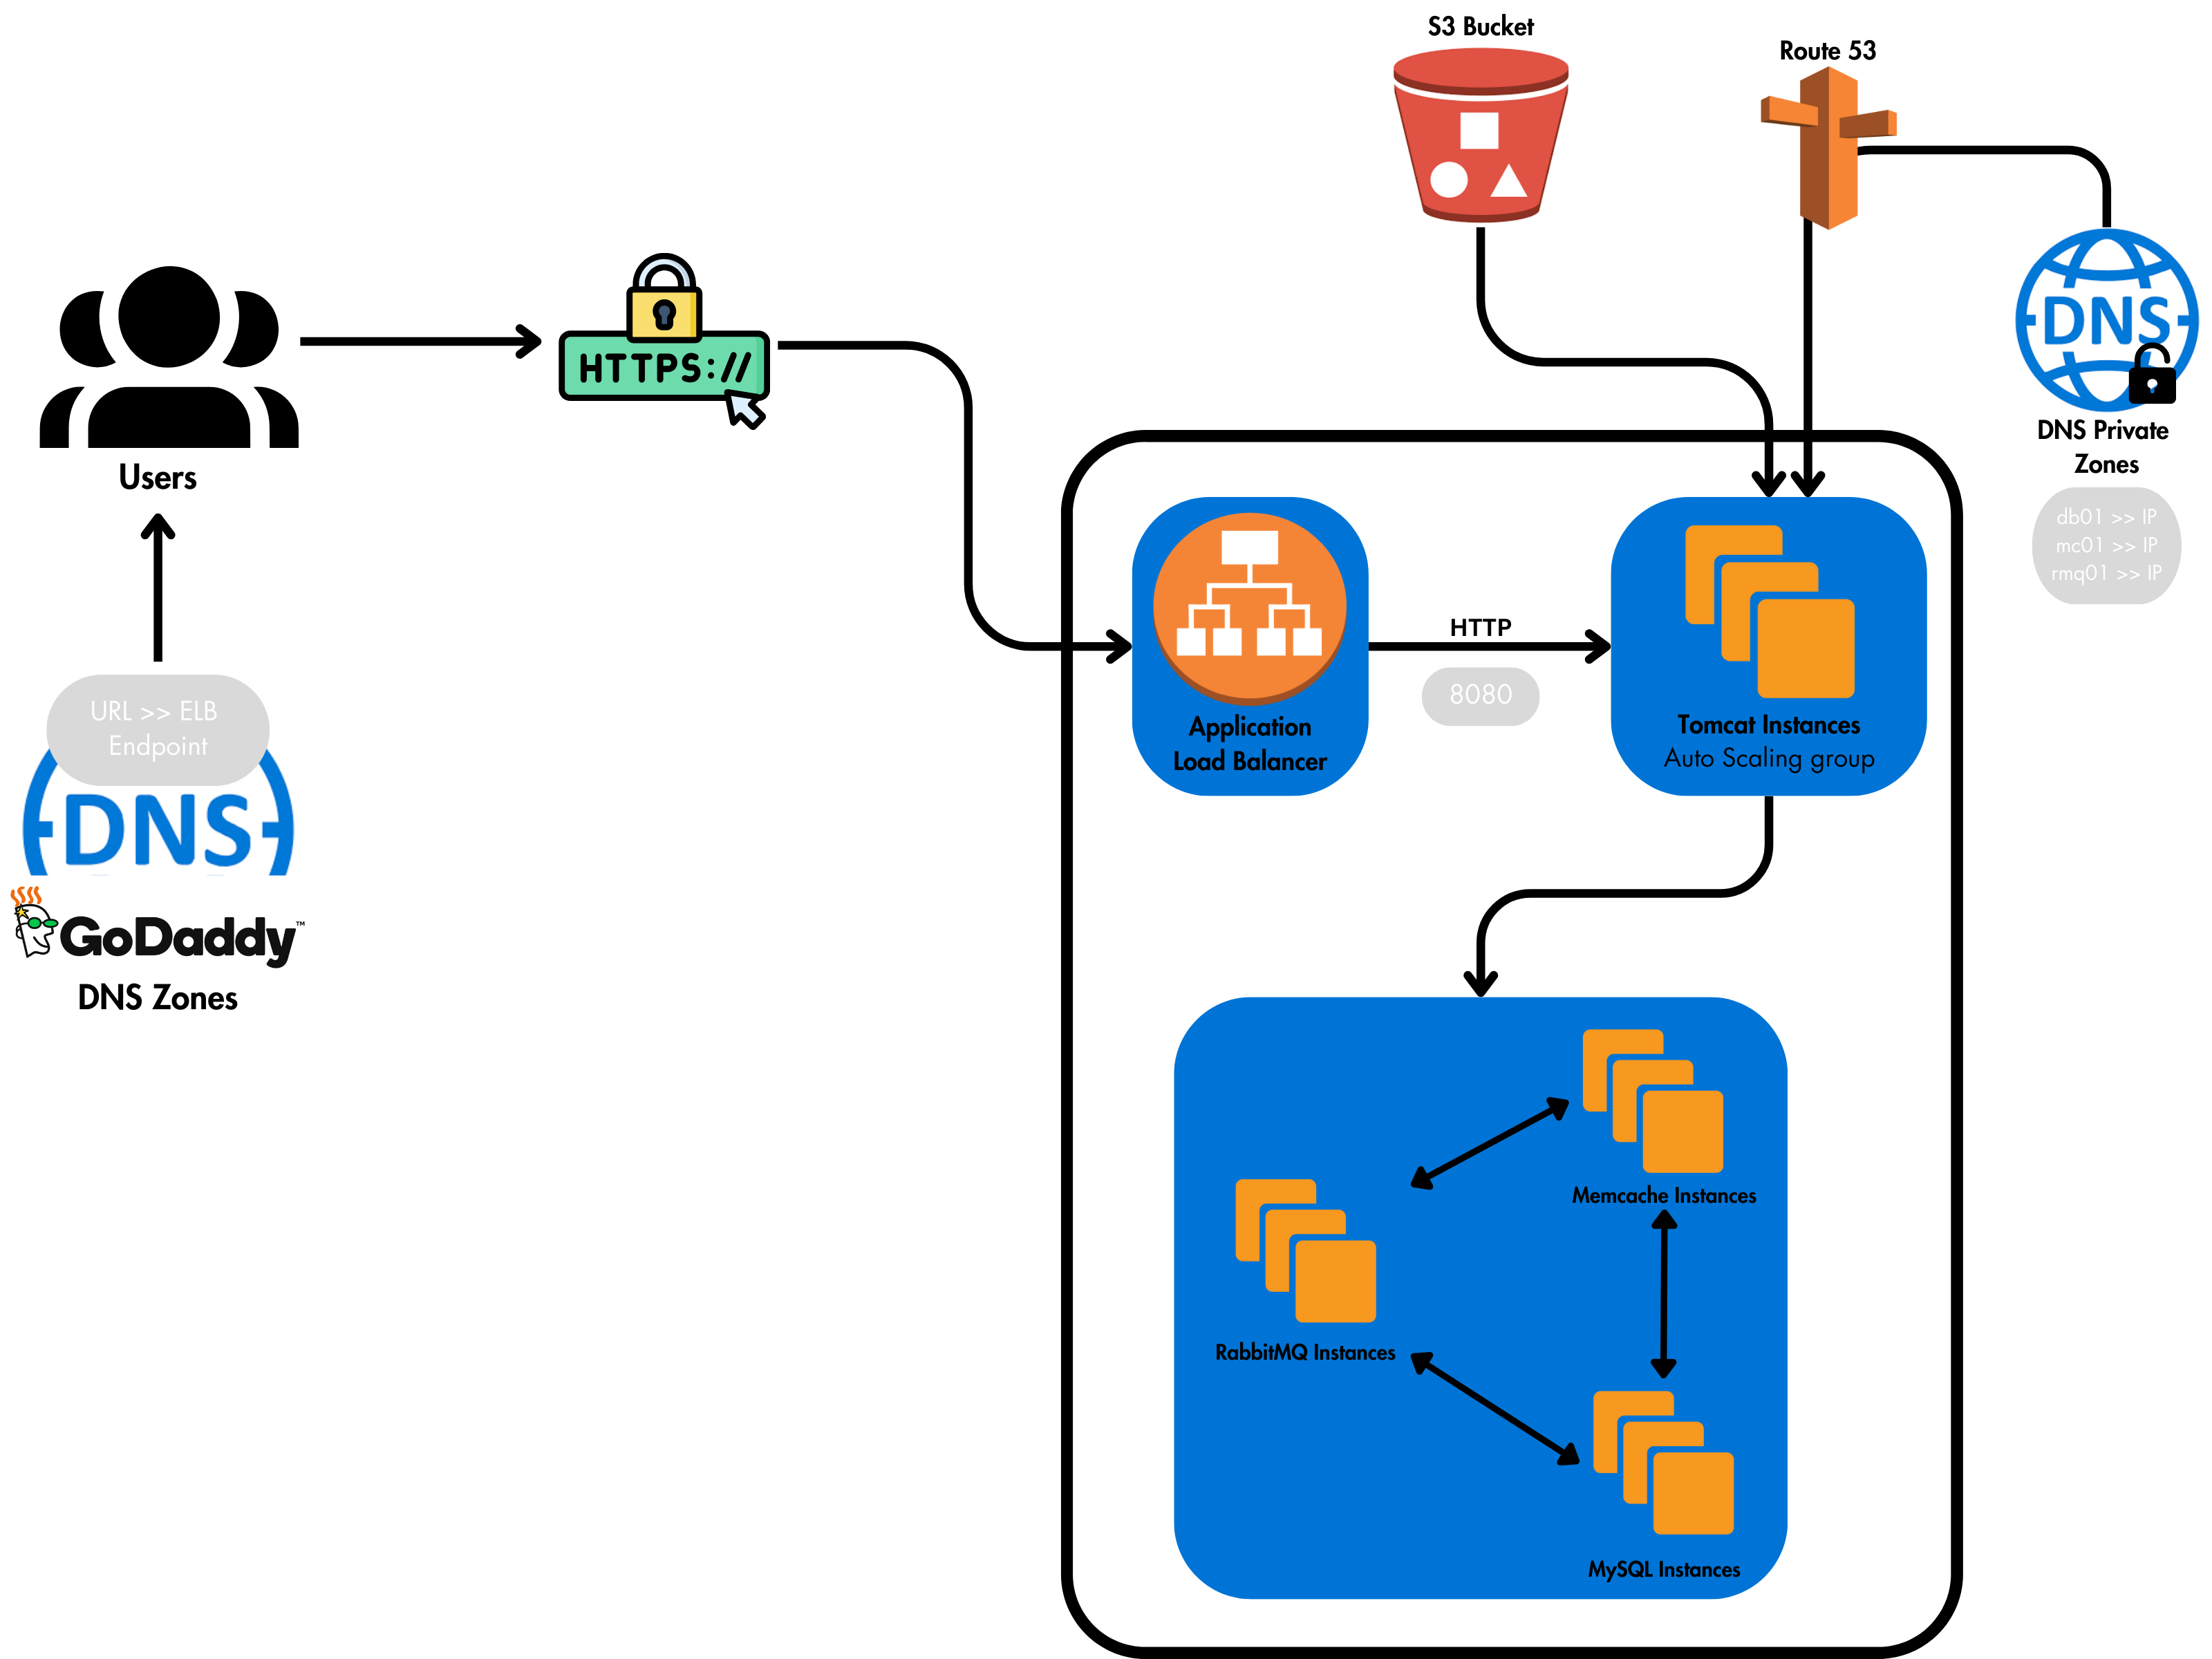 S3 Bucket
Route 53
HTTPS://
DNS
Users
DNS Private
Zones
db01 >> IP
mc01 >> IP
rmq01 >> IP
HTTP
8080
URL >> ELB
Endpoint
DNS
GoDaddy™
DNS Zones
Application
Load Balancer
Tomcat Instances
Auto Scaling group
Memcache Instances
RabbitMQ Instances
MySQL Instances